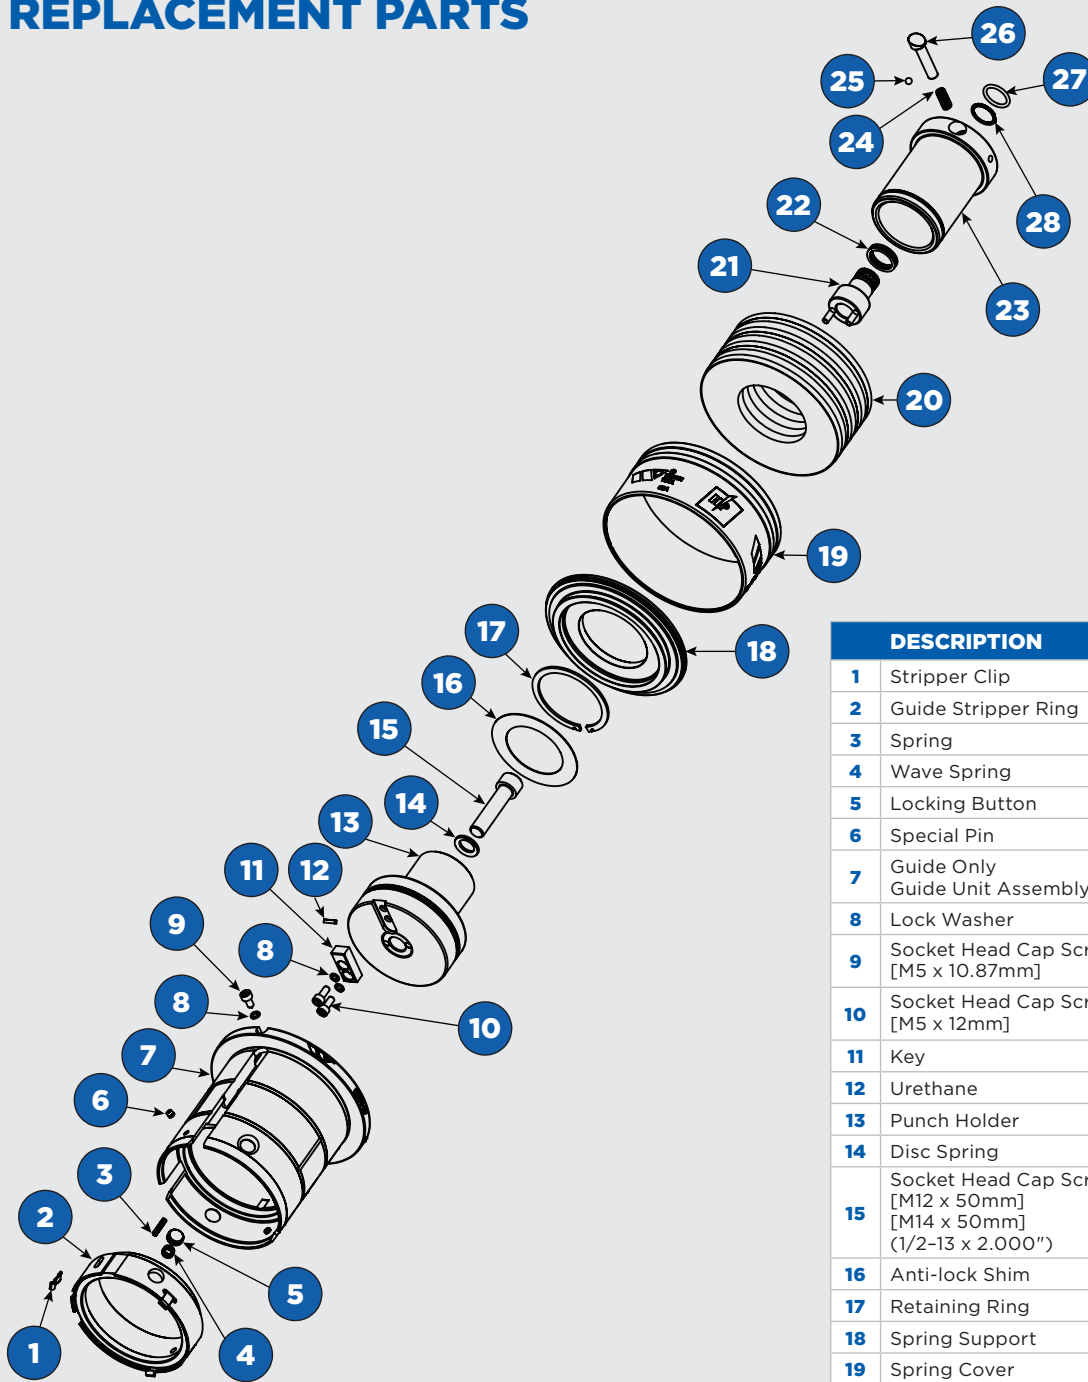 REPLACEMENT PARTS
26
25
27
24
22
28
21
23
20
19
17
18
16
15
14
13
11
12
9
8
8
10
7
6
3
2
5
1
4
DESCRIPTION
1 Stripper Clip
2 Guide Stripper Ring
3 Spring
4 Wave Spring
5 Locking Button
6 Special Pin
7 Guide Only
Guide Unit Assembly
8 Lock Washer
9 Socket Head Cap Scr
[M5 x 10.87mm]
10 Socket Head Cap Scr
[M5 x 12mm]
11 Key
12 Urethane
13 Punch Holder
14 Disc Spring
15 Socket Head Cap Scr
[M12 x 50mm]
[M14 x 50mm]
(1/2–13 x 2.000")
16 Anti-lock Shim
17 Retaining Ring
18 Spring Support
19 Spring Cover